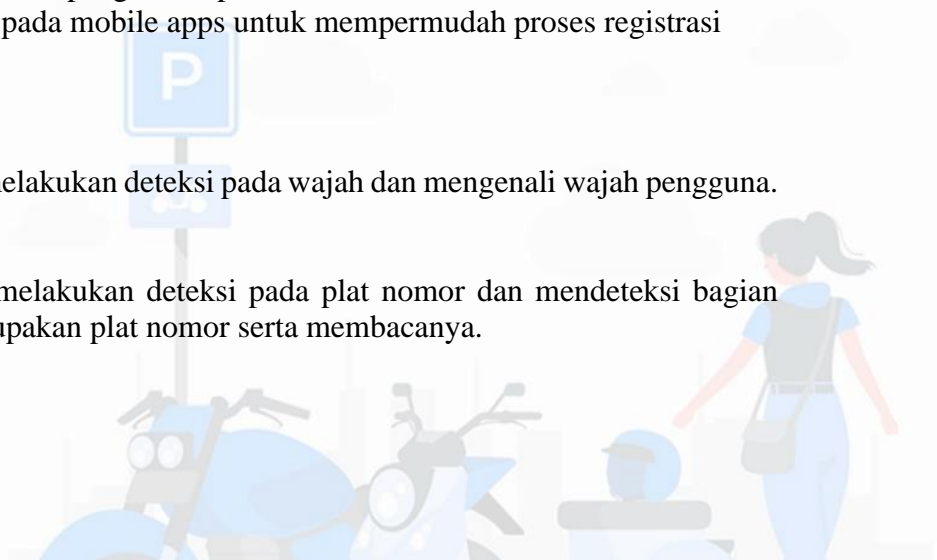 pada mobile apps untuk mempermudah proses registrasi
P
melakukan deteksi pada wajah dan mengenali wajah pengguna.
melakukan deteksi pada plat nomor dan mendeteksi bagian
upakan plat nomor serta membacanya.